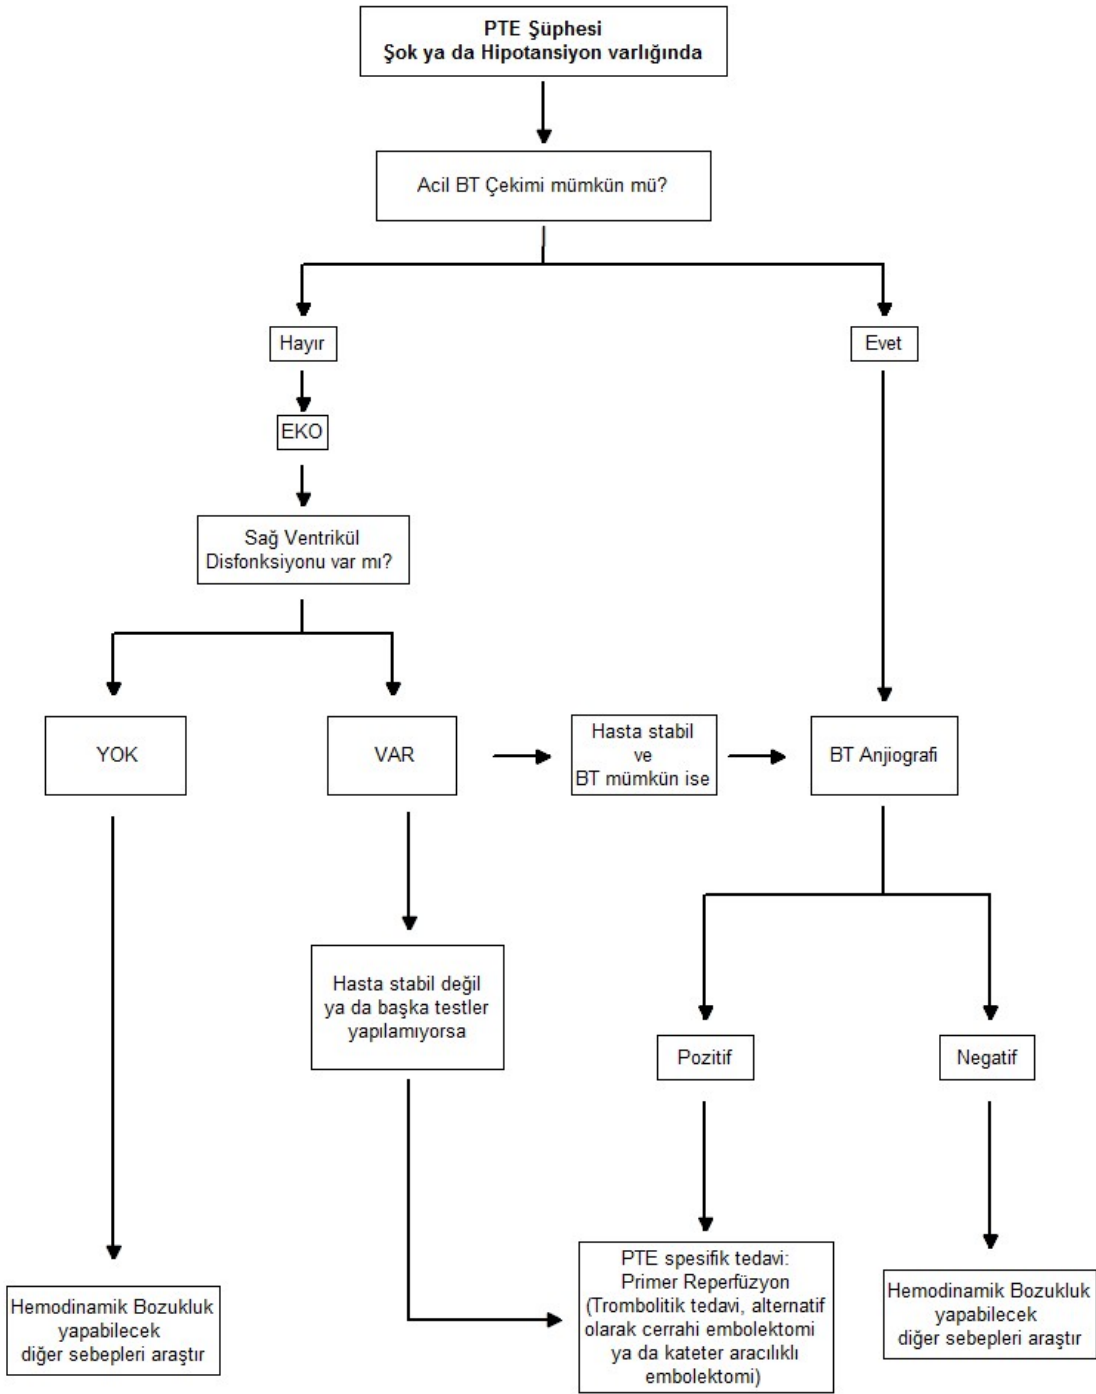 PTE Şüphesi
Şok ya da Hipotansiyon varlığında
Acil BT Çekimi mümkün mü?
Hayır
Evet
EKO
Sağ Ventrikül
Disfonksiyonu var mı?
YOK
VAR
Hasta stabil
ve
BT mümkün ise
BT Anjiografi
Hasta stabil değil
ya da başka testler
yapılamıyorsa
Pozitif
Negatif
Hemodinamik Bozukluk
yapabilecek
diğer sebepleri araştır
PTE spesifik tedavi:
Primer Reperfüzyon
(Trombolitik tedavi, alternatif
olarak cerrahi embolektomi
ya da kateter aracılıklı
embolektomi)
Hemodinamik Bozukluk
yapabilecek
diğer sebepleri araştır